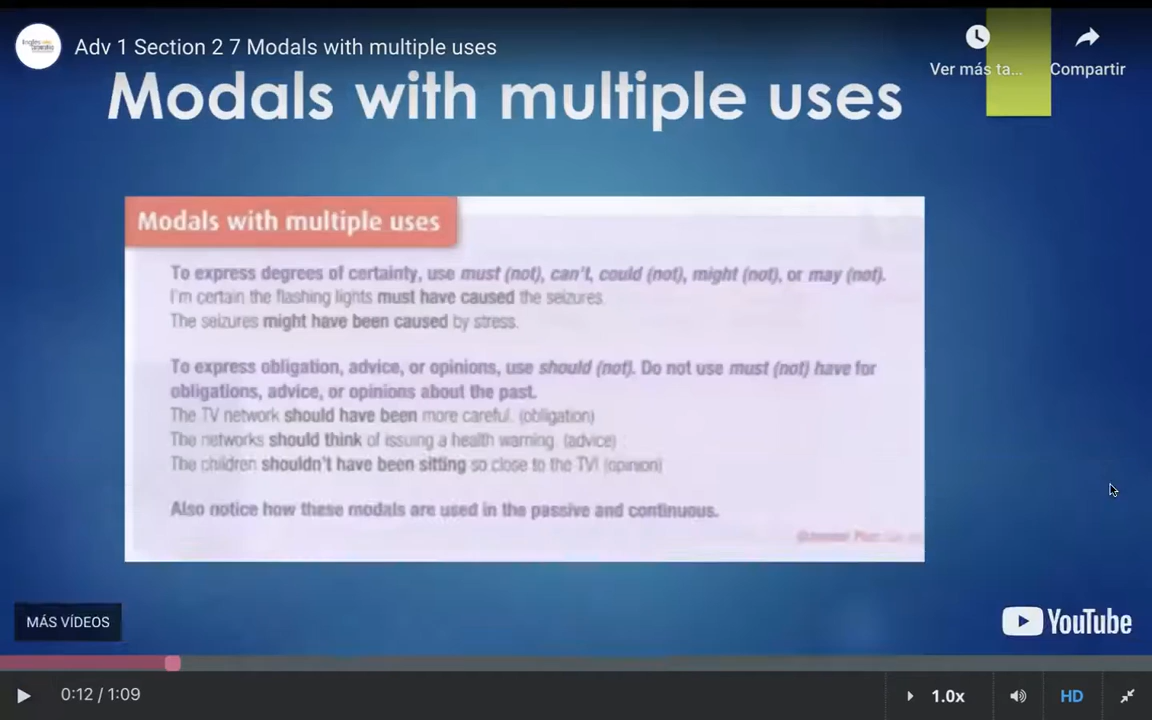 Adv 1 Section 2 7 Modals with multiple uses
Ver más ta...
Compartir
Modals with multiple uses
Modals with multiple uses
To express degrees of certainty, use must (not), can't, could (not), might (not), or may (not).
I'm certain the flashing lights must have caused the seizures.
The seizures might have been caused by stress.
To express obligation, advice, or opinions, use should (not). Do not use must (not) have for
obligations, advice, or opinions about the past.
The TV network should have been more careful. (obligation)
The networks should think of issuing a health warning. (advice)
The children shouldn't have been sitting so close to the TV! (opinion)
Also notice how these modals are used in the passive and continuous.
MÁS VÍDEOS
YouTube
0:12 / 1:09
1.0x
HD